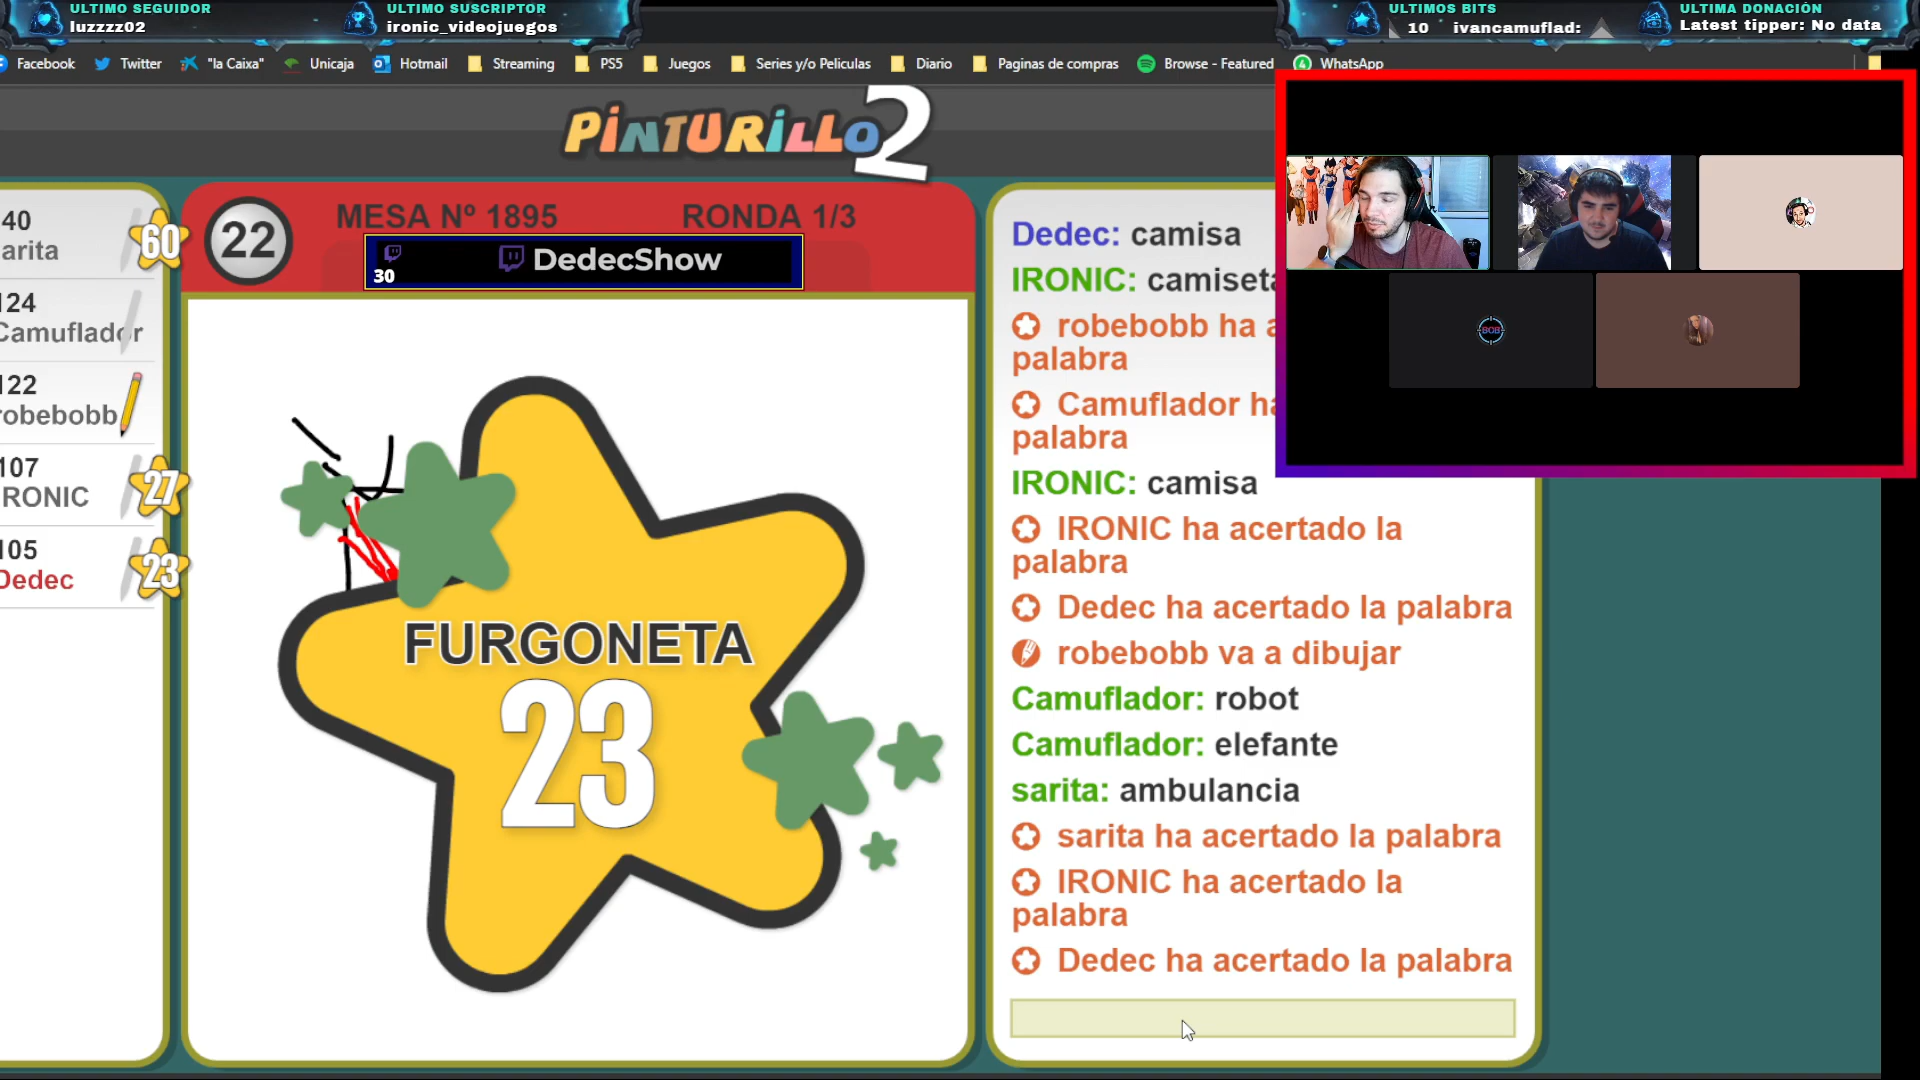 ULTIMO SEGUIDOR
luzzzz02
ULTIMO SUSCRIPTOR
ironic_videojuegos
ULTIMOS BITS
10 ivancamuflad:
ULTIMA DONACIÓN
Latest tipper: No data
Facebook
Twitter
"la Caixa"
Unicaja
Hotmail
Streaming
PS5
Juegos
Series y/o Peliculas
Diario
Paginas de compras
Browse - Featured
4
WhatsApp
PINTURILLO 2
40
arita
60
124
Camuflador
122
robebobb
107
RONIC
27
105
Dedec
23
22
MESA Nº 1895
RONDA 1/3
30
DedecShow
FURGONETA
23
Dedec: camisa
IRONIC: camiseta
robebobb ha a
palabra
Camuflador ha
palabra
IRONIC: camisa
IRONIC ha acertado la
palabra
Dedec ha acertado la palabra
robebobb va a dibujar
Camuflador: robot
Camuflador: elefante
sarita: ambulancia
sarita ha acertado la palabra
IRONIC ha acertado la
palabra
Dedec ha acertado la palabra
BOB